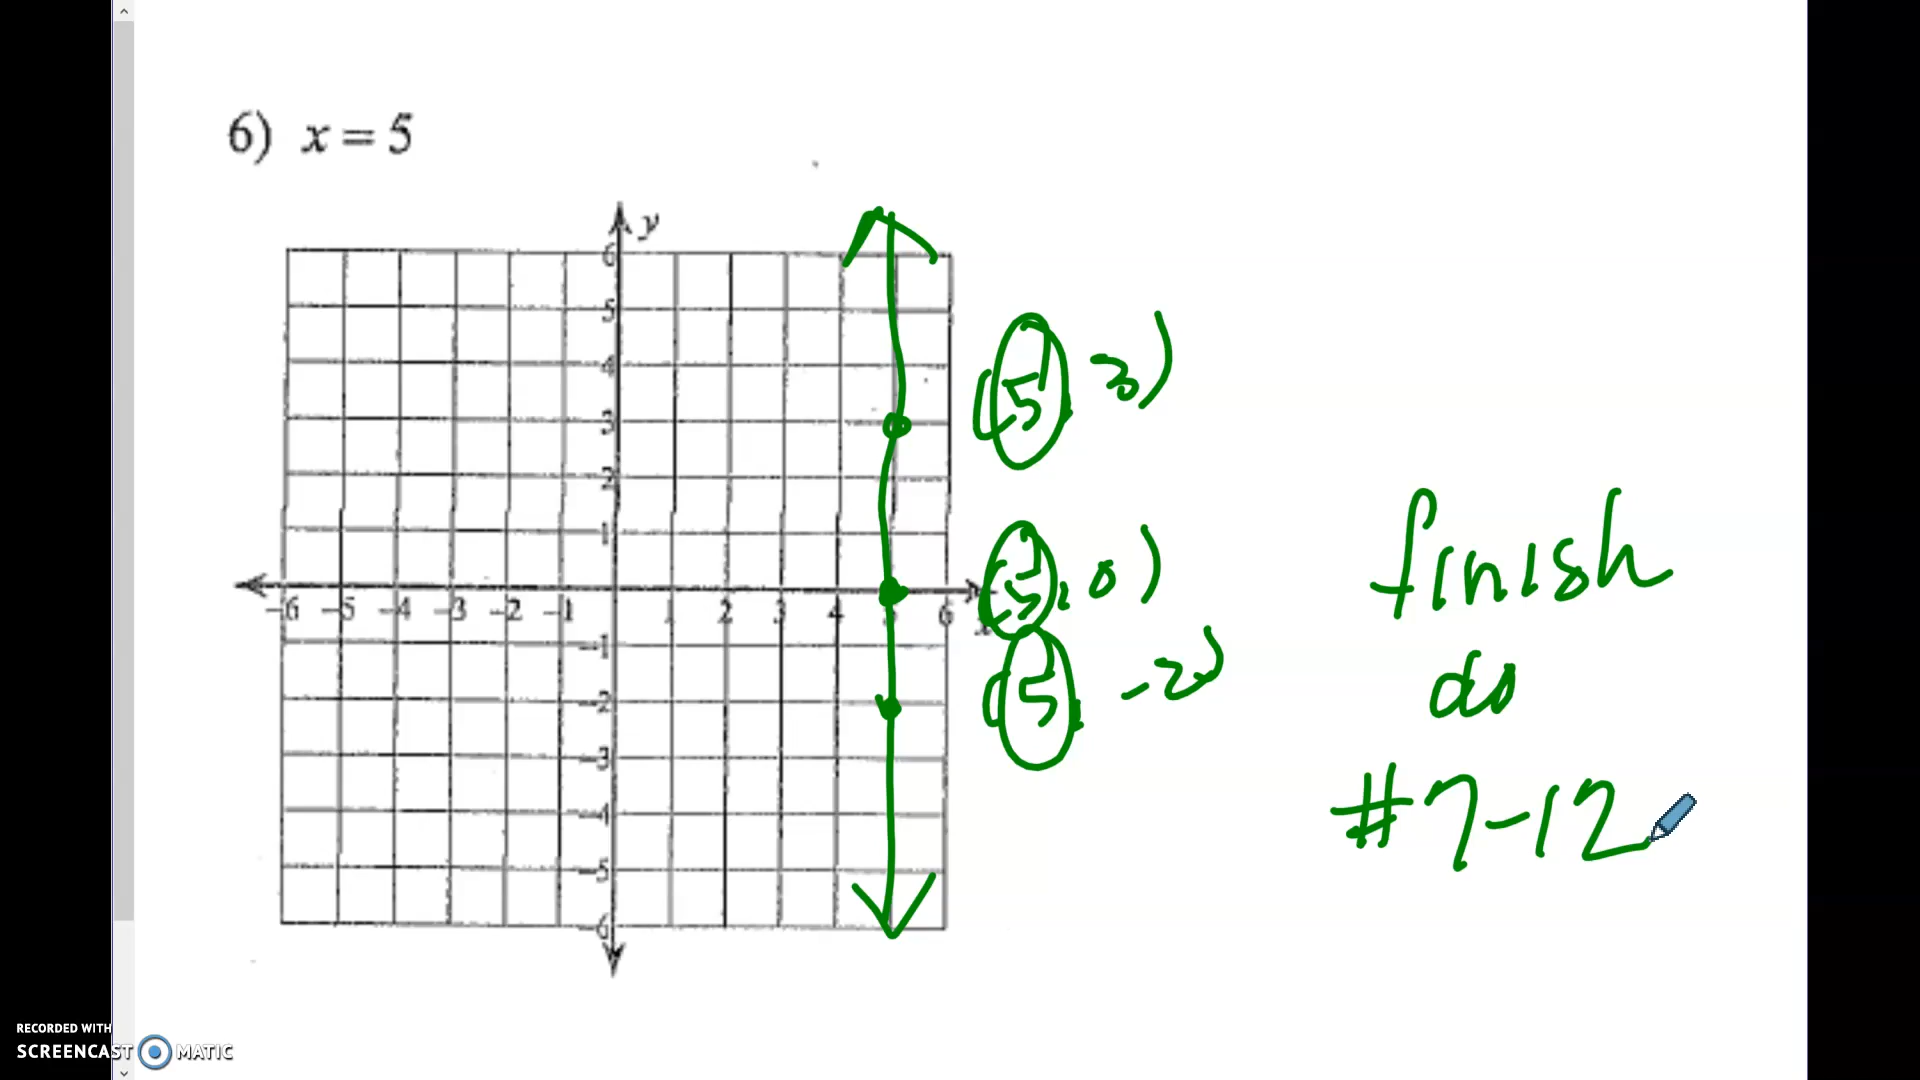 6) x = 5
y
6
5
4
3
2
1
-6 -5 -4 -3 -2 -1 1 2 3 4 5 6 x
-1
-2
-3
-4
-5
-6
(5, 3)
(5, 0)
(5, -2)
finish
do
#7-12
RECORDED WITH
SCREENCAST MATIC